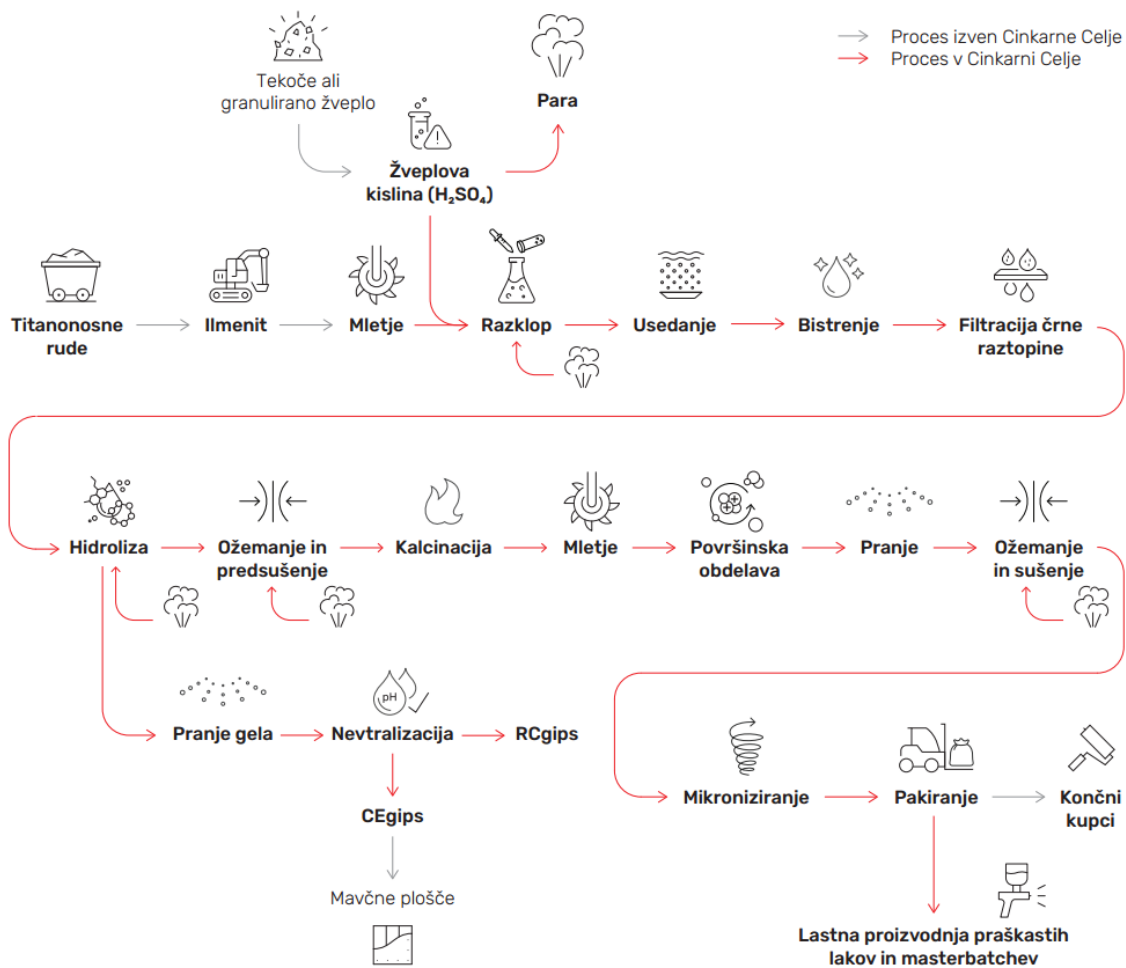 Proces izven Cinkarne Celje
Proces v Cinkarni Celje
Tekoče ali
granulirano žveplo
Para
Žveplova
kislina (H₂SO₄)
Titanonosne
rude
Ilmenit
Mletje
Razklop
Usedanje
Bistrenje
Filtracija črne
raztopine
Hidroliza
Ožemanje in
predsušenje
Kalcinacija
Mletje
Površinska
obdelava
Pranje
Ožemanje
in sušenje
pH
Pranje gela
Nevtralizacija
RCgips
CEgips
Mavčne plošče
Mikroniziranje
Pakiranje
Končni
kupci
Lastna proizvodnja praškastih
lakov in masterbatchev